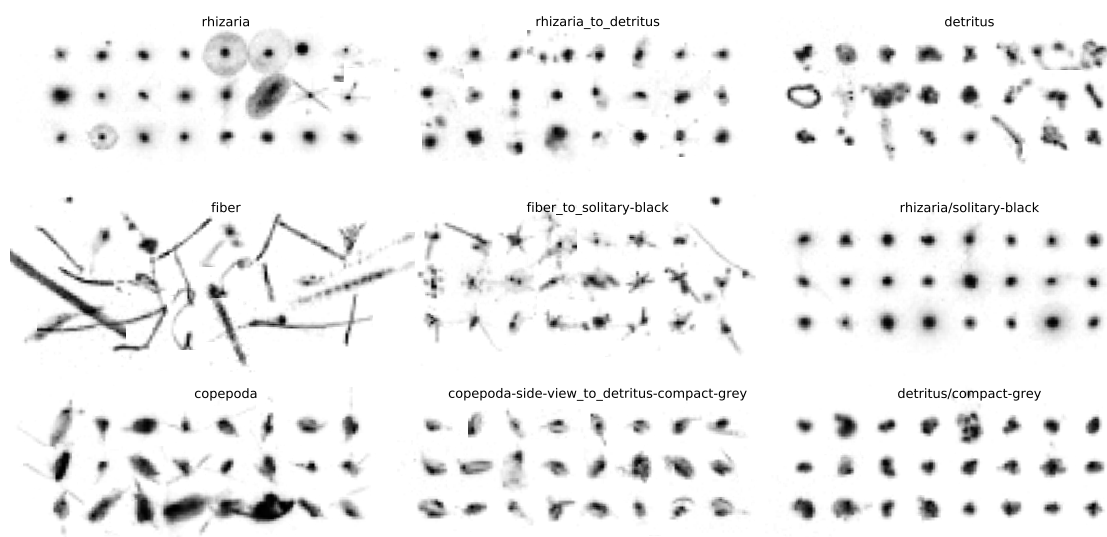 rhizaria
rhizaria_to_detritus
detritus
fiber
fiber_to_solitary-black
rhizaria/solitary-black
copepoda
copepoda-side-view_to_detritus-compact-grey
detritus/compact-grey